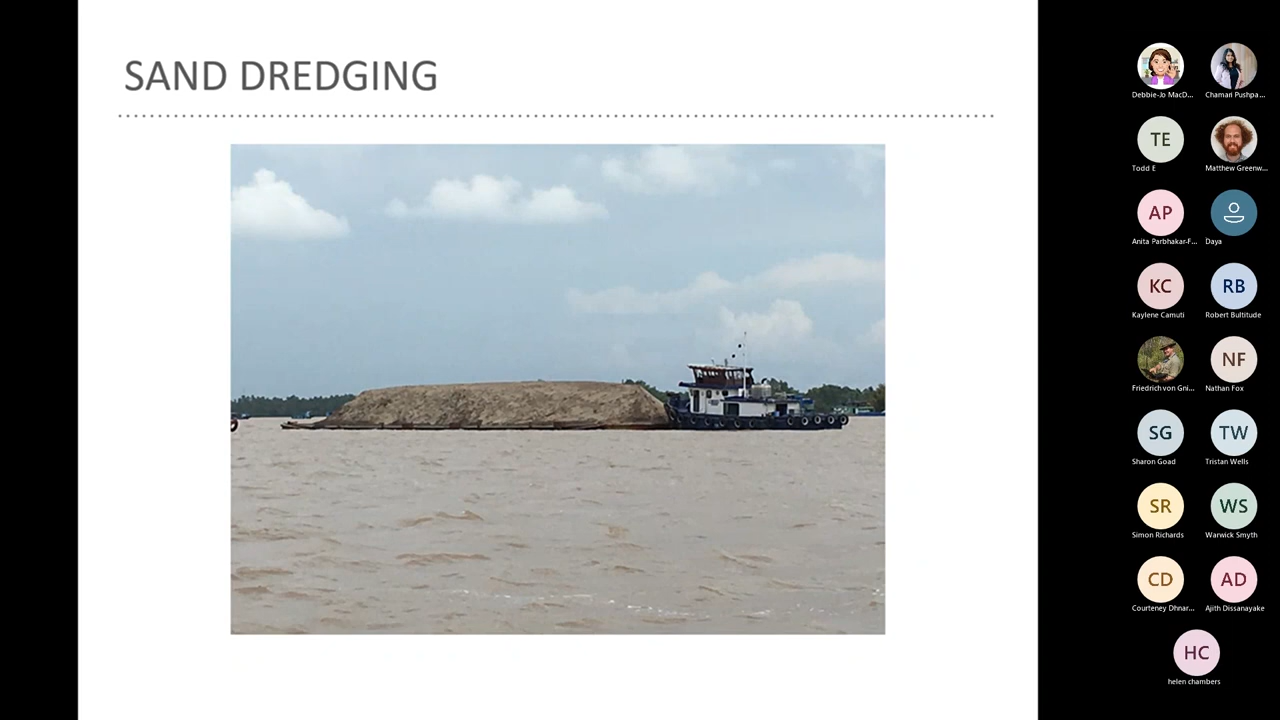 SAND DREDGING
Debbie-Jo MacD...
Chamari Pushpa...
TE
Todd E
Matthew Greenw...
AP
Anita Parbhakar-F...
Daya
KC
Kaylene Camuti
RB
Robert Bultitude
Friedrich von Gni...
NF
Nathan Fox
SG
Sharon Goad
TW
Tristan Wells
SR
Simon Richards
WS
Warwick Smyth
CD
Courteney Dhnar...
AD
Ajith Dissanayake
HC
helen chambers